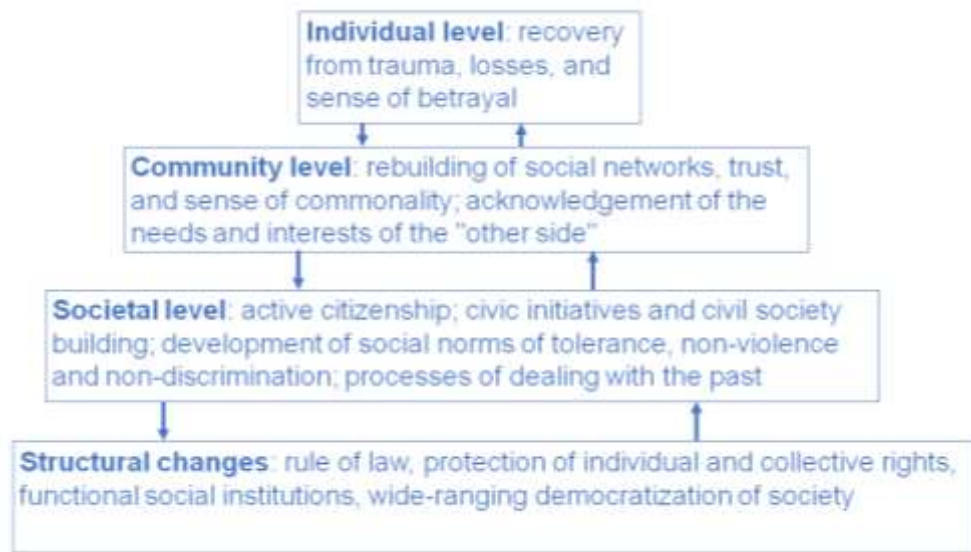 Individual level: recovery
from trauma, losses, and
sense of betrayal
Community level: rebuilding of social networks, trust,
and sense of commonality; acknowledgement of the
needs and interests of the "other side"
Societal level: active citizenship; civic initiatives and civil society
building; development of social norms of tolerance, non-violence
and non-discrimination; processes of dealing with the past
Structural changes: rule of law, protection of individual and collective rights,
functional social institutions, wide-ranging democratization of society